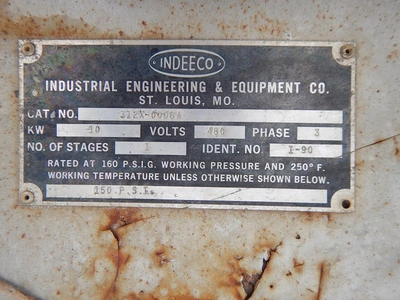 INDEECO
INDUSTRIAL ENGINEERING & EQUIPMENT CO.
ST. LOUIS, MO.
CAT NO.
KW 10 VOLTS 480 PHASE 3
NO. OF STAGES 1 IDENT. NO. I-90
RATED AT 160 P.S.I.G. WORKING PRESSURE AND 250° F.
WORKING TEMPERATURE UNLESS OTHERWISE SHOWN BELOW.
150 P.S.I.